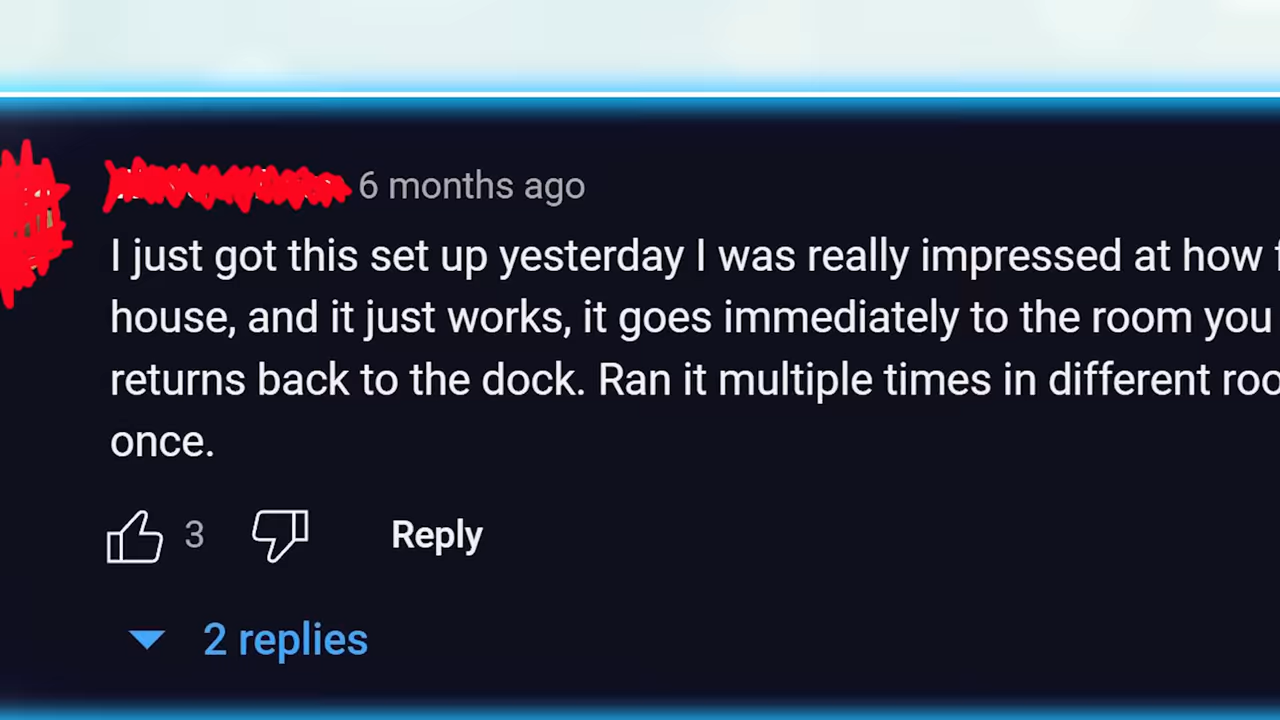 6 months ago
I just got this set up yesterday I was really impressed at how
house, and it just works, it goes immediately to the room you
returns back to the dock. Ran it multiple times in different
once.
3 Reply
2 replies